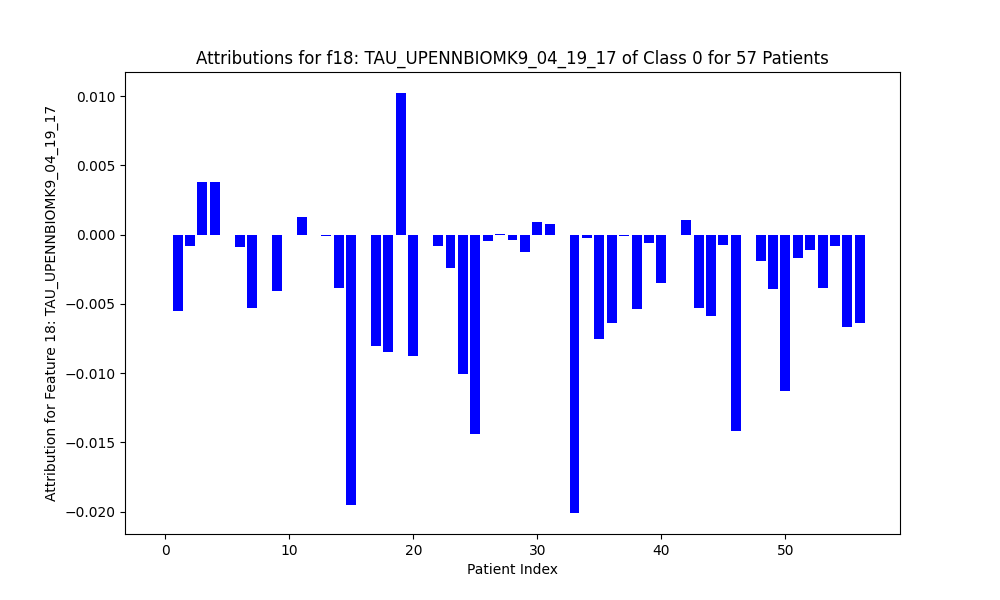 Attributions for f18: TAU_UPENNBIOMK9_04_19_17 of Class 0 for 57 Patients
Attribution for Feature 18: TAU_UPENNBIOMK9_04_19_17
0.010
0.005
0.000
−0.005
−0.010
−0.015
−0.020
0 10 20 30 40 50
Patient Index